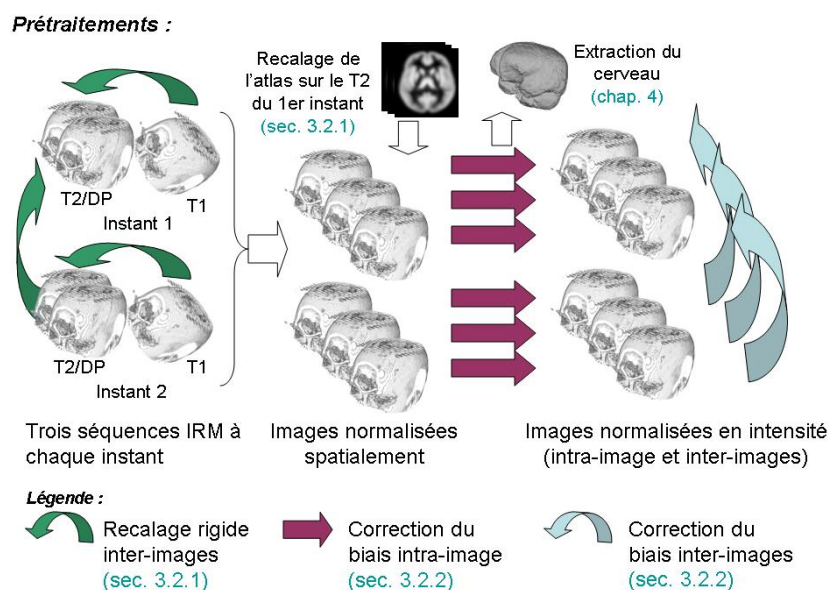 Prétraitements :
Recalage de
l'atlas sur le T2
du 1er instant
(sec. 3.2.1)
Extraction du
cerveau
(chap. 4)
T2/DP
T1
Instant 1
T2/DP
T1
Instant 2
Trois séquences IRM à
chaque instant
Images normalisées
spatialement
Images normalisées en intensité
(intra-image et inter-images)
Légende :
Recalage rigide
inter-images
(sec. 3.2.1)
Correction du
biais intra-image
(sec. 3.2.2)
Correction du
biais inter-images
(sec. 3.2.2)